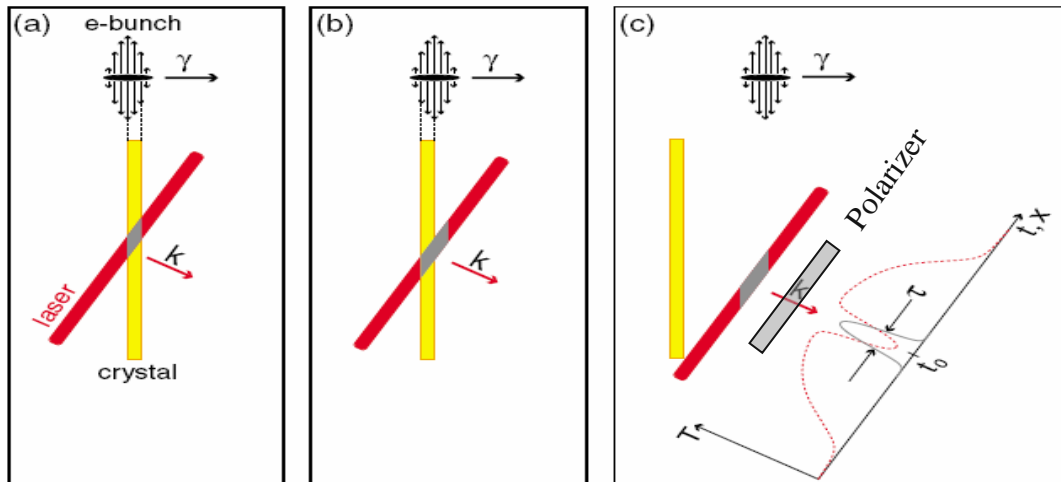 (a)
e-bunch
γ
k
laser
crystal
(b)
γ
k
(c)
γ
Polarizer
k
t,x
τ
t₀
T